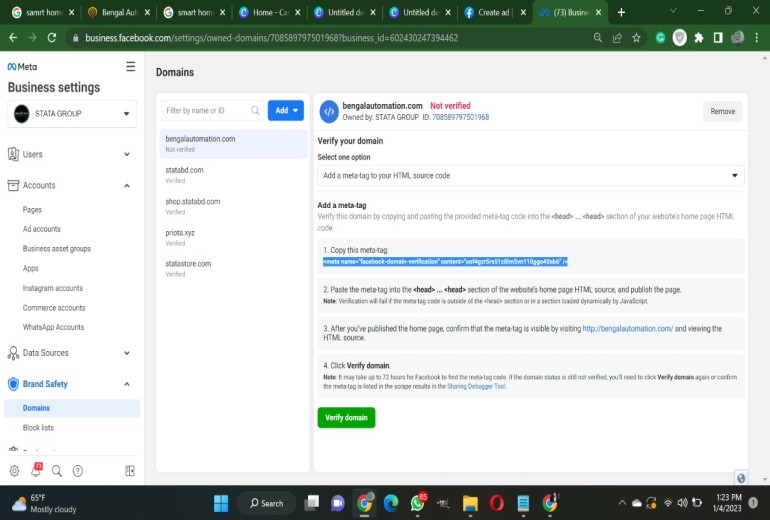 samrt hom
Bengal Aut
smart hom
Home - Ca
Untitled de
Untitled de
Create ad |
(73) Busine
business.facebook.com/settings/owned-domains/708589797501968?business_id=602430247394462
Meta
Business settings
STATA GROUP
Users
Accounts
Pages
Ad accounts
Business asset groups
Apps
Instagram accounts
Commerce accounts
WhatsApp Accounts
Data Sources
Brand Safety
Domains
Block lists
73
Domains
Filter by name or ID
Add
bengalautomation.com
Not verified
statabd.com
Verified
shop.statabd.com
Verified
priota.xyz
Verified
statastore.com
Verified
bengalautomation.com Not verified
Owned by: STATA GROUP ID: 708589797501968
Remove
Verify your domain
Select one option
Add a meta-tag to your HTML source code
Add a meta-tag
Verify this domain by copying and pasting the provided meta-tag code into the <head> ... <head> section of your website's home page HTML
code.
1. Copy this meta-tag:
<meta name="facebook-domain-verification" content="
2. Paste the meta-tag into the <head> ... <head> section of the website's home page HTML source, and publish the page.
Note: Verification will fail if the meta-tag code is outside of the <head> section or in a section loaded dynamically by JavaScript.
3. After you've published the home page, confirm that the meta-tag is visible by visiting http://bengalautomation.com/ and viewing the
HTML source.
4. Click Verify domain.
Note: It may take up to 72 hours for Facebook to find the meta-tag code. If the domain status is still not verified, you'll need to click Verify domain again or confirm
the meta-tag is listed in the scrape results in the Sharing Debugger Tool.
Verify domain
65°F
Mostly cloudy
Search
85
1:23 PM
1/4/2023